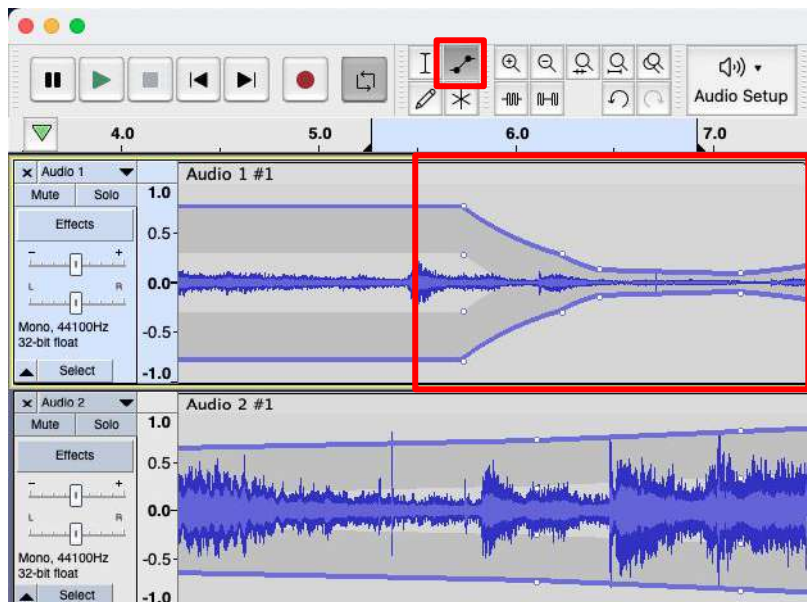 Audio Setup
4.0 5.0 6.0 7.0
× Audio 1
Audio 1 #1
Mute Solo
1.0
Effects
0.5
- +
0.0
L R
Mono, 44100Hz
-0.5
32-bit float
Select
-1.0
× Audio 2
Audio 2 #1
Mute Solo
1.0
Effects
0.5
- +
0.0
L R
Mono, 44100Hz
-0.5
32-bit float
Select
-1.0